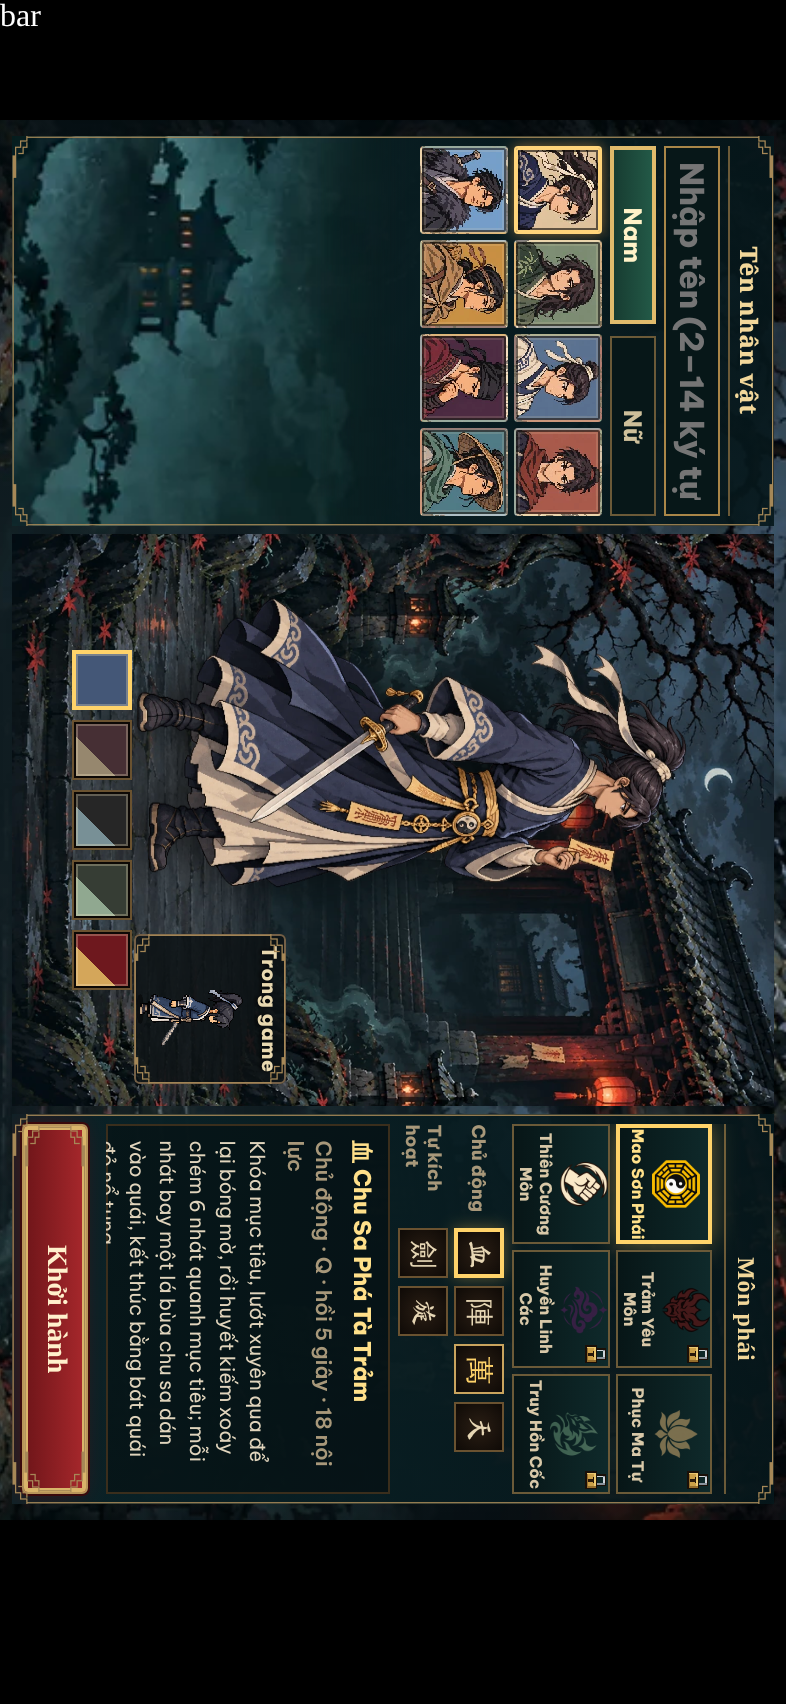 bar
Tên nhân vật
Nhập tên (2–14 ký tự
Nam
Nữ
Trong game
Môn phái
Mao Sơn Phái
Trảm Yêu
Môn
Phục Ma Tự
Thiên Cương
Môn
Huyền Linh
Các
Truy Hồn Cốc
Chủ động
血
陣
萬
天
Tự kích
hoạt
劍
旋
血 Chu Sa Phá Tà Trảm
Chủ động · Q · hồi 5 giây · 18 nội
lực
Khóa mục tiêu, lướt xuyên qua để
lại bóng mờ, rồi huyết kiếm xoáy
chém 6 nhát quanh mục tiêu; mỗi
nhát bay một lá bùa chu sa dán
vào quái, kết thúc bằng bát quái
đỏ nổ tung
Khởi hành